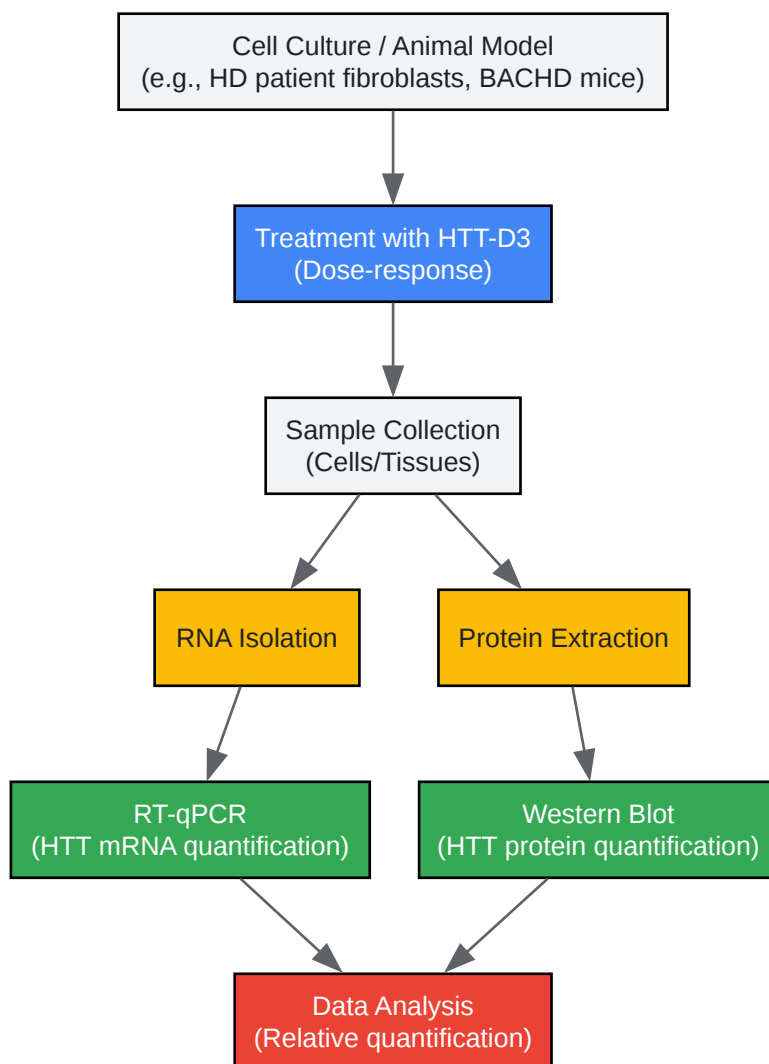 Cell Culture / Animal Model
(e.g., HD patient fibroblasts, BACHD mice)
Treatment with HTT-D3
(Dose-response)
Sample Collection
(Cells/Tissues)
RNA Isolation
Protein Extraction
RT-qPCR
(HTT mRNA quantification)
Western Blot
(HTT protein quantification)
Data Analysis
(Relative quantification)